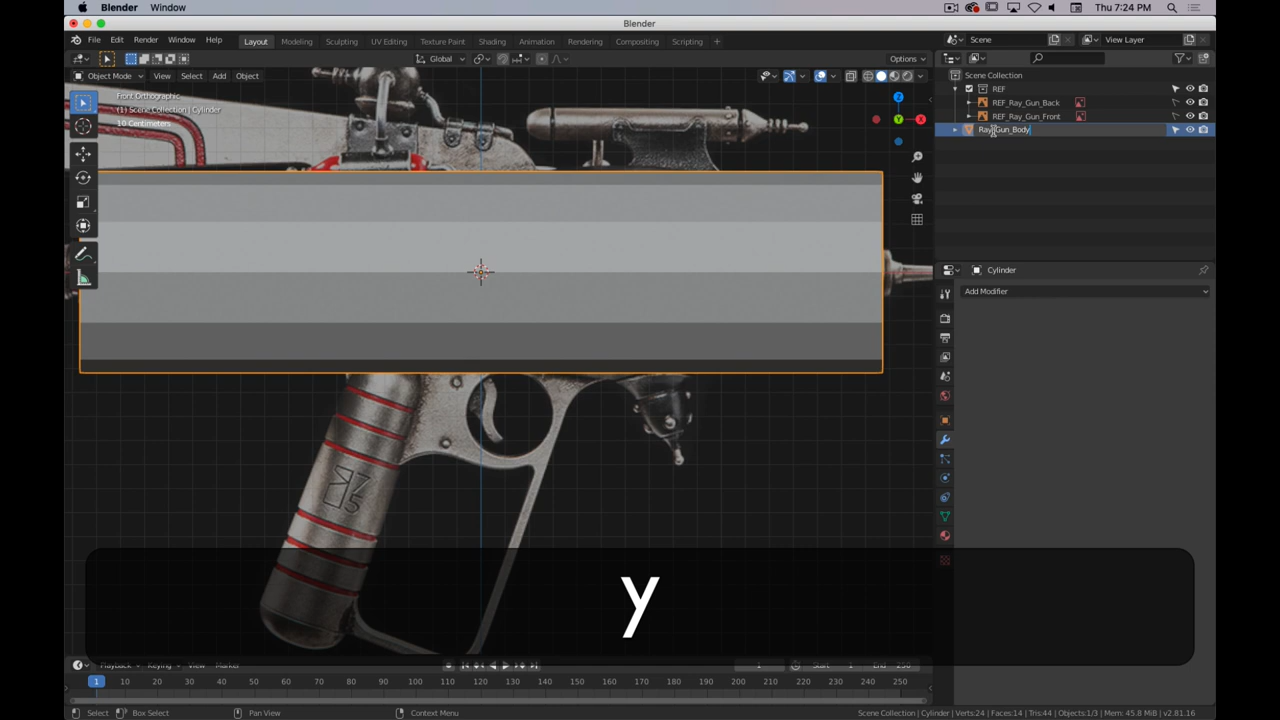 Blender Window Thu 7:24 PM
Blender
File Edit Render Window Help Layout Modeling Sculpting UV Editing Texture Paint Shading Animation Rendering Compositing Scripting + Scene View Layer
Global Options
Object Mode View Select Add Object
Scene Collection
REF
REF_Ray_Gun_Back
REF_Ray_Gun_Front
Ray_Gun_Body
Front Orthographic
(1) Scene Collection | Cylinder
10 Centimeters
Z
Y
X
Cylinder
Add Modifier
75
y
Playback Keying View Marker 1 Start 1 End 250
1 10 20 30 40 50 60 70 80 90 100 110 120 130 140 150 160 170 180 190 200 210 220 230 240 250
Select Box Select Pan View Context Menu Scene Collection | Cylinder | Verts:24 | Faces:14 | Tris:44 | Objects:1/3 | Mem: 45.8 MiB | v2.81.16